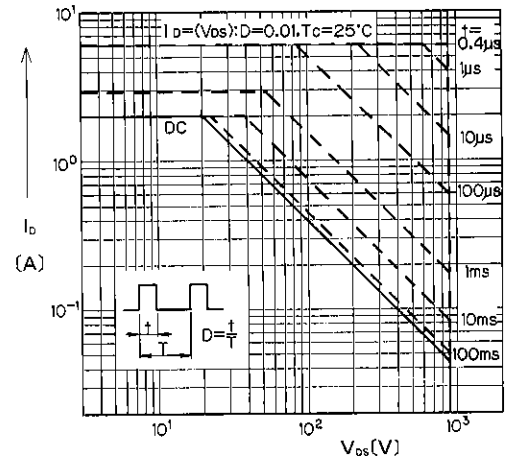 10¹
I D=(VDS):D=0.01,Tc=25°C
t=
0.4μs
1μs
10μs
100μs
1ms
10ms
100ms
DC
10⁰
10⁻¹
ID
(A)
t
T
D=t/T
10¹
10²
10³
VDS(V)